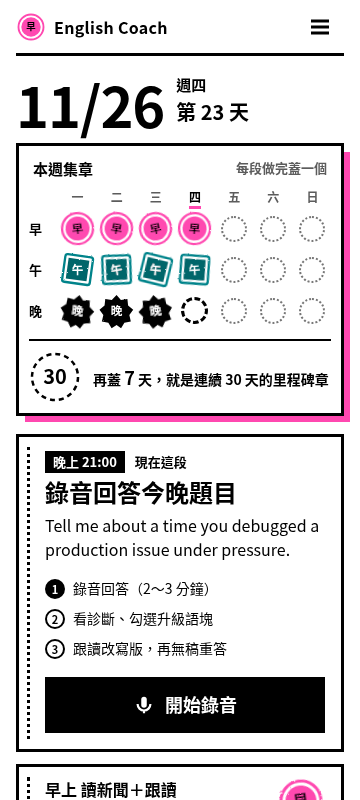 早 English Coach
11/26 週四
第 23 天
本週集章 每段做完蓋一個
一 二 三 四 五 六 日
早 早 早 早 早
午 午 午 午 午
晚 晚 晚 晚
30 再蓋 7 天，就是連續 30 天的里程碑章
晚上 21:00 現在這段
錄音回答今晚題目
Tell me about a time you debugged a
production issue under pressure.
1 錄音回答（2～3 分鐘）
2 看診斷、勾選升級語塊
3 跟讀改寫版，再無稿重答
開始錄音
早上 讀新聞＋跟讀 早